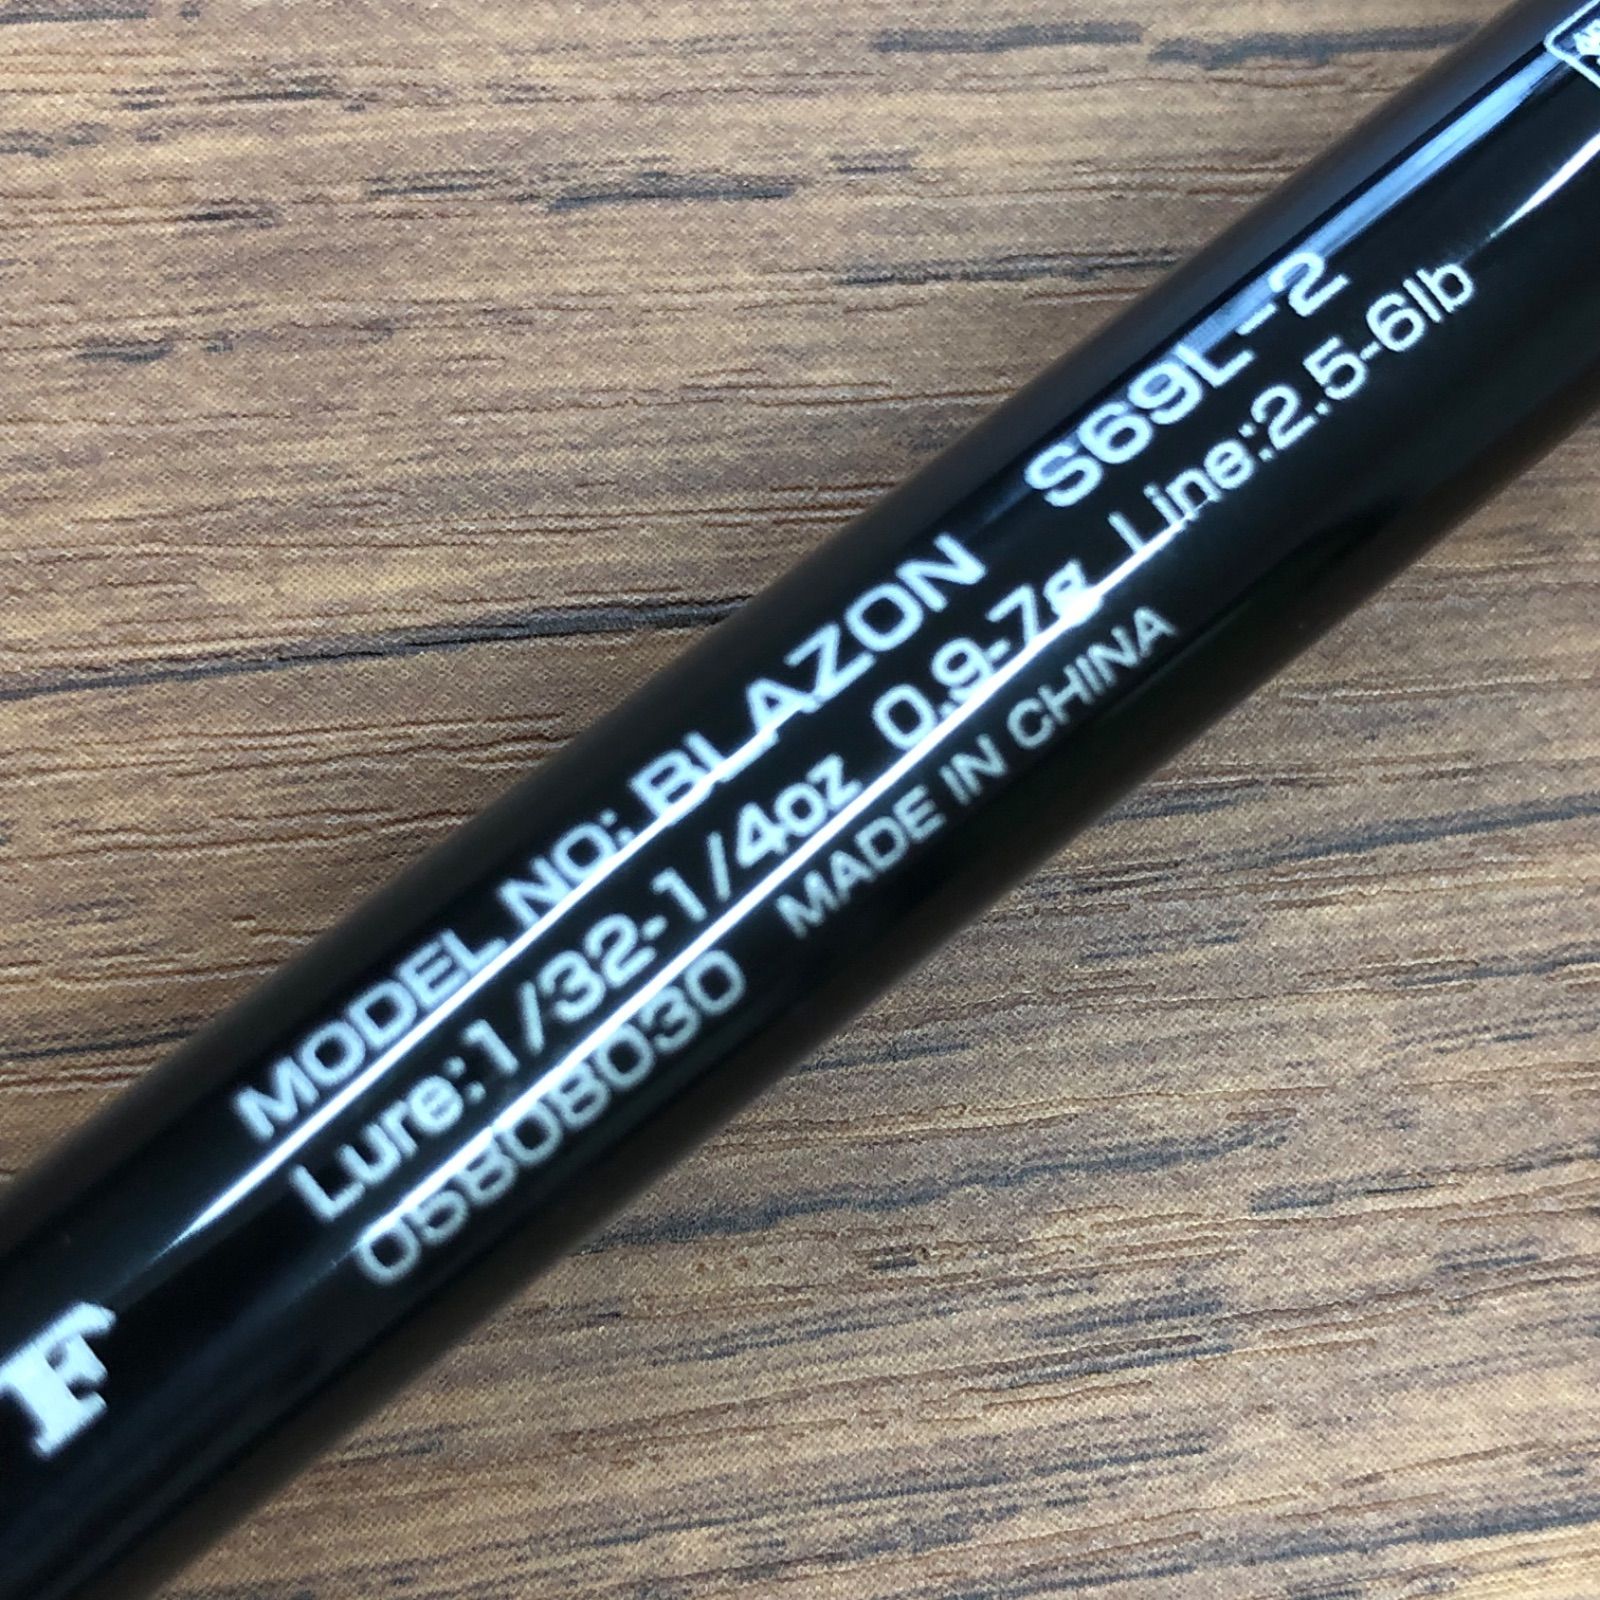 MODEL NO: BLAZON S69L-2
Lure:1/32-1/4oz 0.9-7g Line:2.5-6lb
05808030 MADE IN CHINA
F